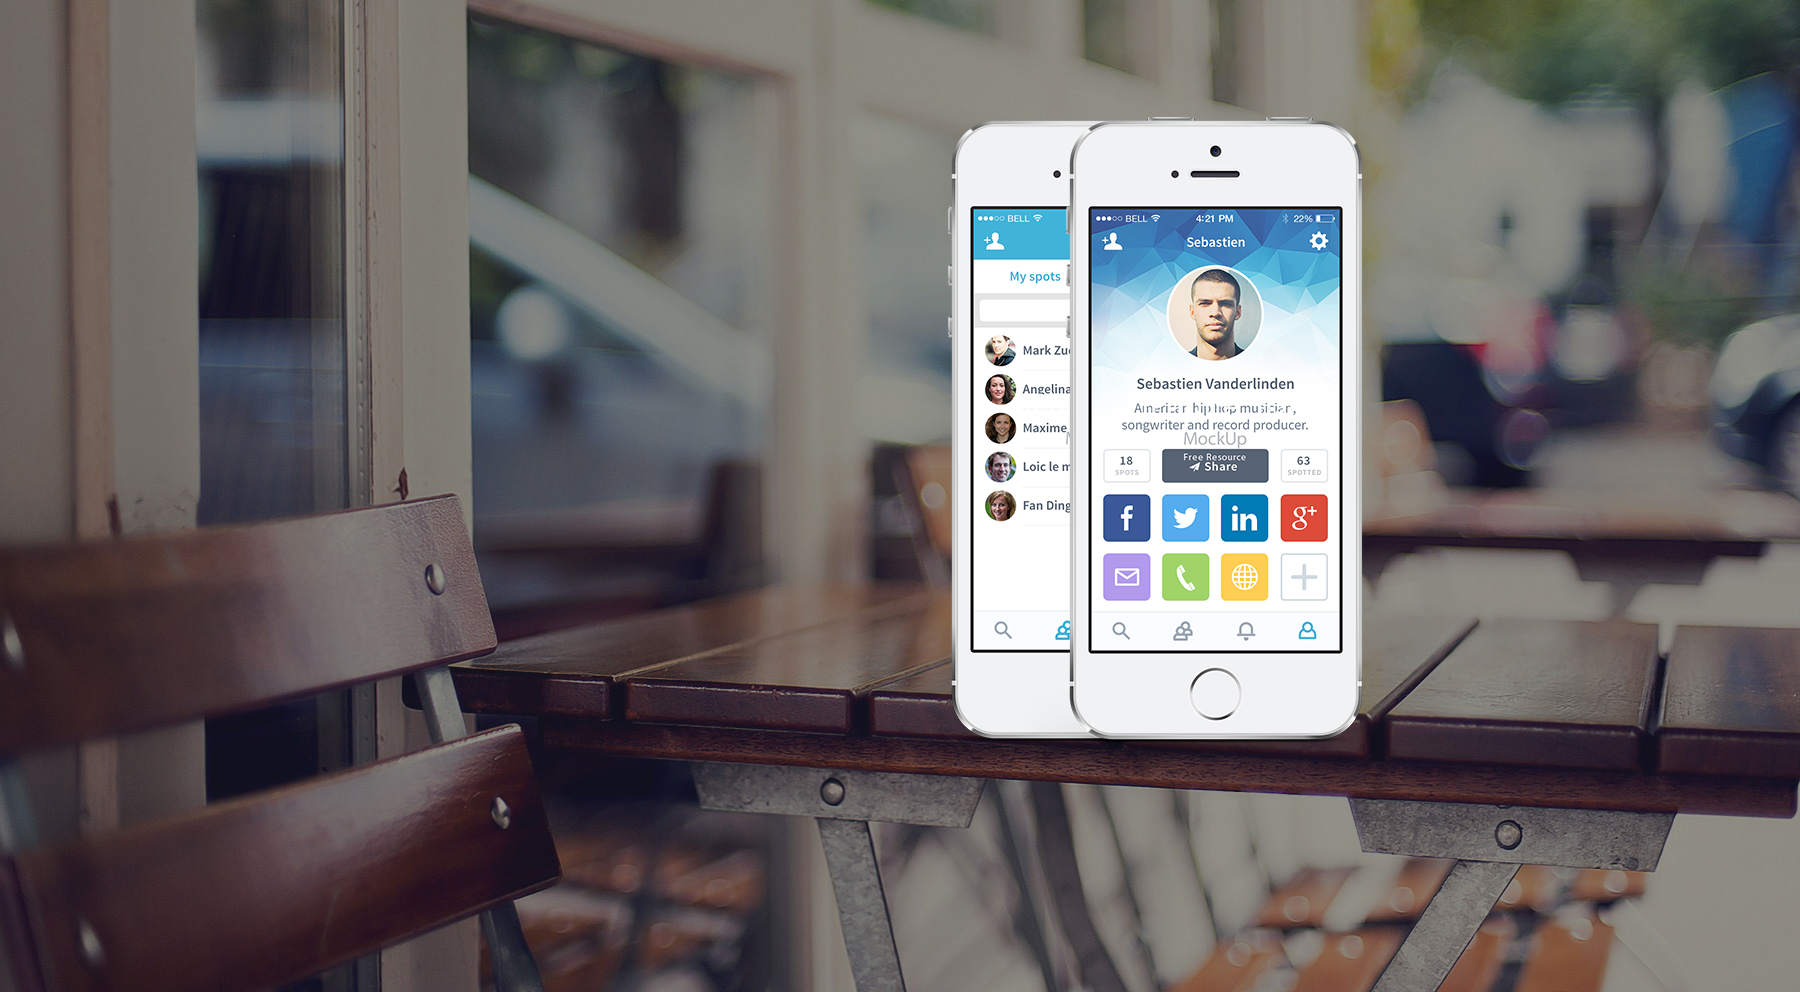 BELL
My spots
Mark Zu
Angelina
Maxime
Loic le m
Fan Ding
BELL 4:21 PM 22%
Sebastien
Sebastien Vanderlinden
American hip hop musician,
songwriter and record producer.
MockUp
18
SPOTS
Free Resource
Share
63
SPOTTED
f
in
g+